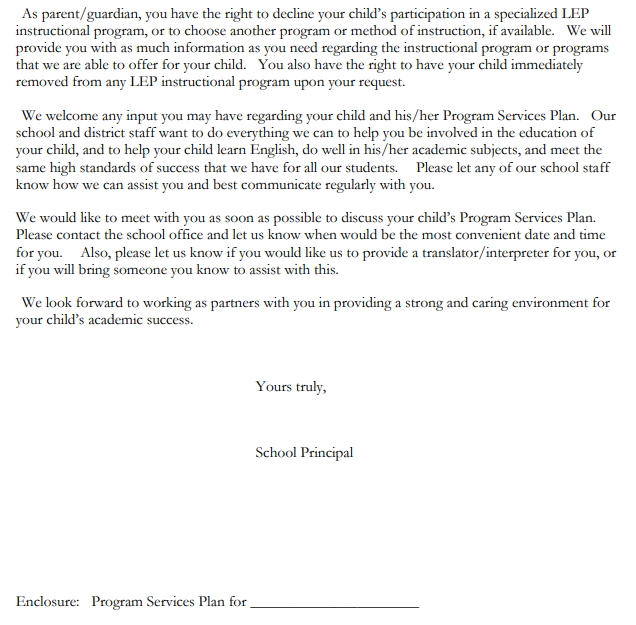 As parent/guardian, you have the right to decline your child's participation in a specialized LEP
instructional program, or to choose another program or method of instruction, if available.   We will
provide you with as much information as you need regarding the instructional program or programs
that we are able to offer for your child.   You also have the right to have your child immediately
removed from any LEP instructional program upon your request.
We welcome any input you may have regarding your child and his/her Program Services Plan.   Our
school and district staff want to do everything we can to help you be involved in the education of
your child, and to help your child learn English, do well in his/her academic subjects, and meet the
same high standards of success that we have for all our students.    Please let any of our school staff
know how we can assist you and best communicate regularly with you.
We would like to meet with you as soon as possible to discuss your child's Program Services Plan.
Please contact the school office and let us know when would be the most convenient date and time
for you.    Also, please let us know if you would like us to provide a translator/interpreter for you, or
if you will bring someone you know to assist with this.
We look forward to working as partners with you in providing a strong and caring environment for
your child's academic success.
Yours truly,
School Principal
Enclosure:   Program Services Plan for ______________________